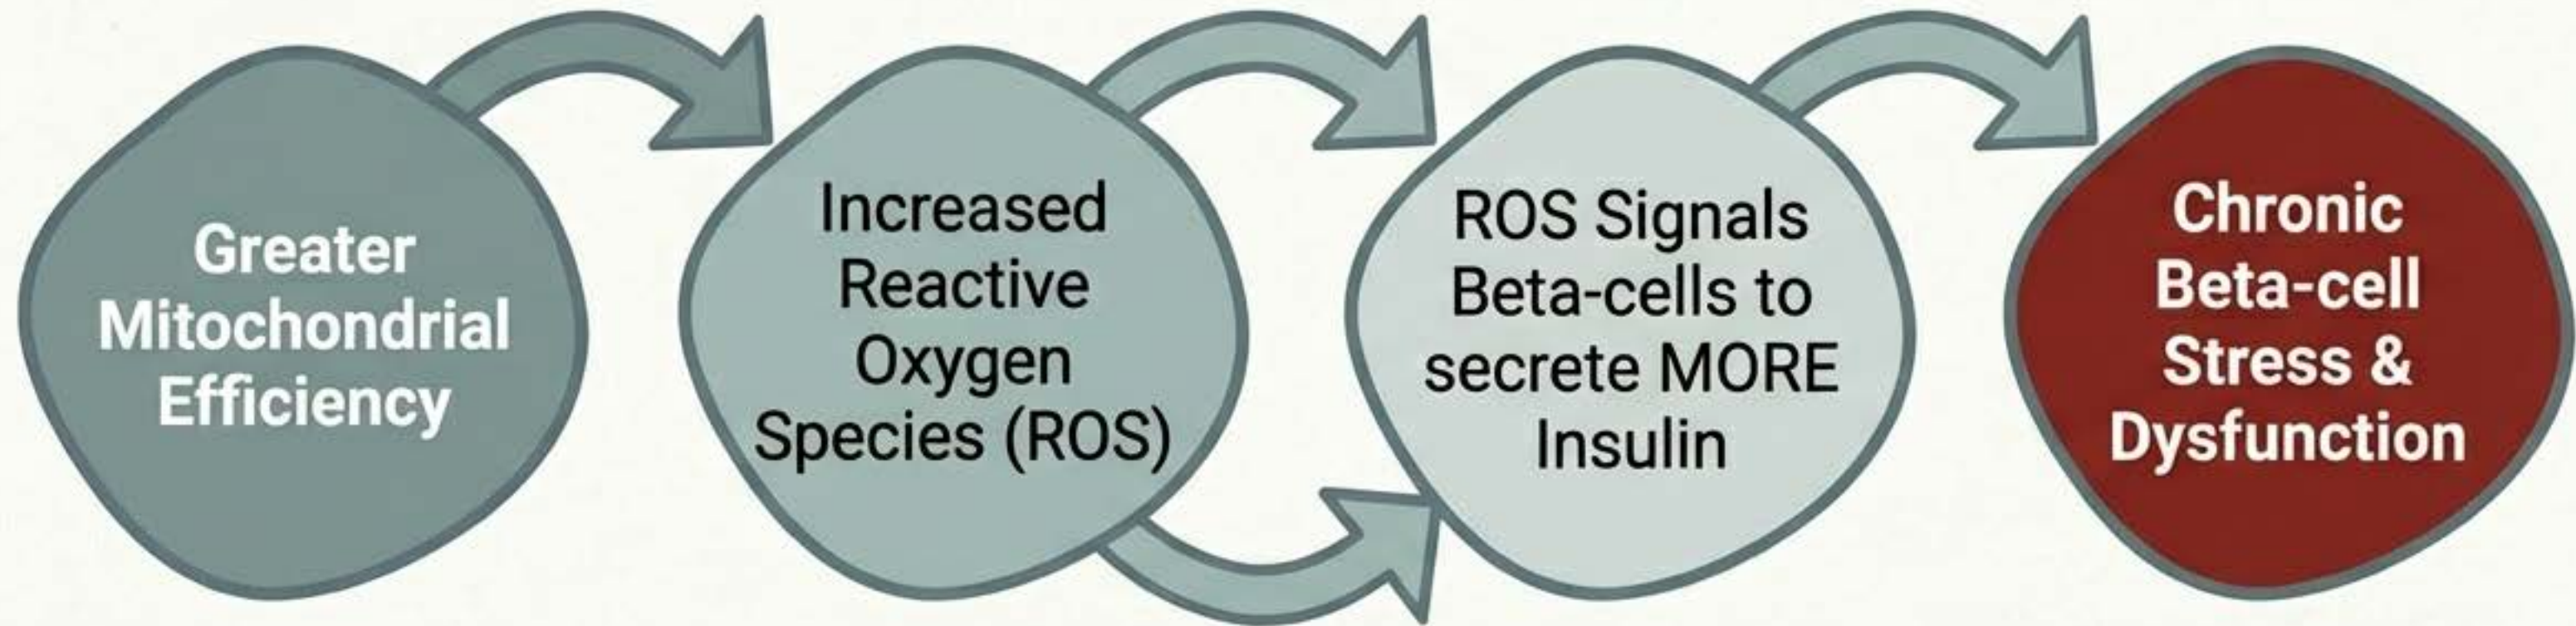 Greater
Mitochondrial
Efficiency
Increased
Reactive
Oxygen
Species (ROS)
ROS Signals
Beta-cells to
secrete MORE
Insulin
Chronic
Beta-cell
Stress &
Dysfunction